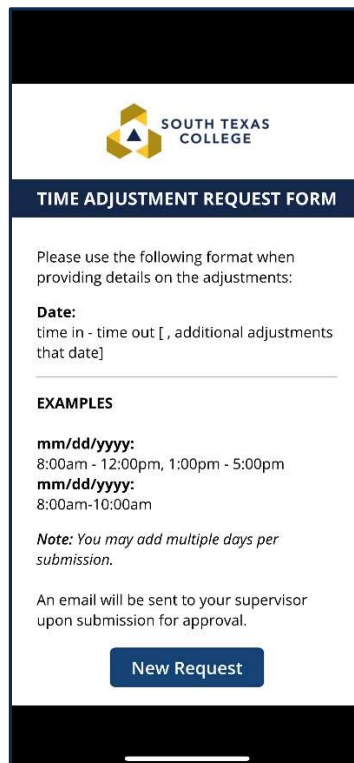 SOUTH TEXAS
COLLEGE
TIME ADJUSTMENT REQUEST FORM
Please use the following format when
providing details on the adjustments:
Date:
time in - time out [ , additional adjustments
that date]
EXAMPLES
mm/dd/yyyy:
8:00am - 12:00pm, 1:00pm - 5:00pm
mm/dd/yyyy:
8:00am-10:00am
Note: You may add multiple days per
submission.
An email will be sent to your supervisor
upon submission for approval.
New Request